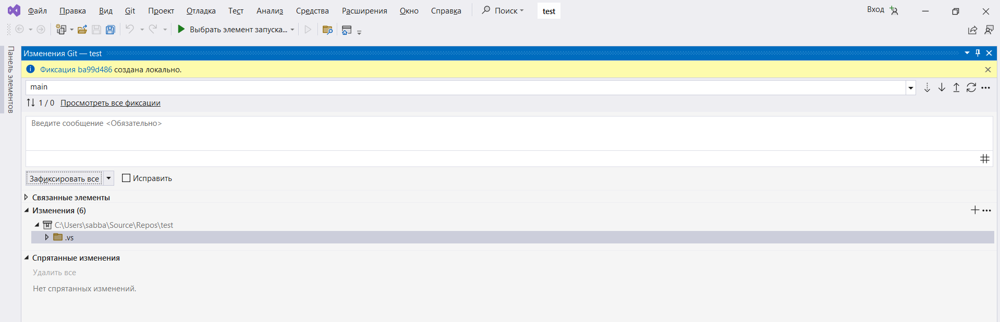 Файл Правка Вид Git Проект Отладка Тест Анализ Средства Расширения Окно Справка Поиск test Вход
Выбрать элемент запуска...
Панель элементов
Изменения Git — test
Фиксация ba99d486 создана локально.
main
1 / 0 Просмотреть все фиксации
Введите сообщение <Обязательно>
Зафиксировать все Исправить
Связанные элементы
Изменения (6)
C:\Users\sabba\Source\Repos\test
.vs
Спрятанные изменения
Удалить все
Нет спрятанных изменений.